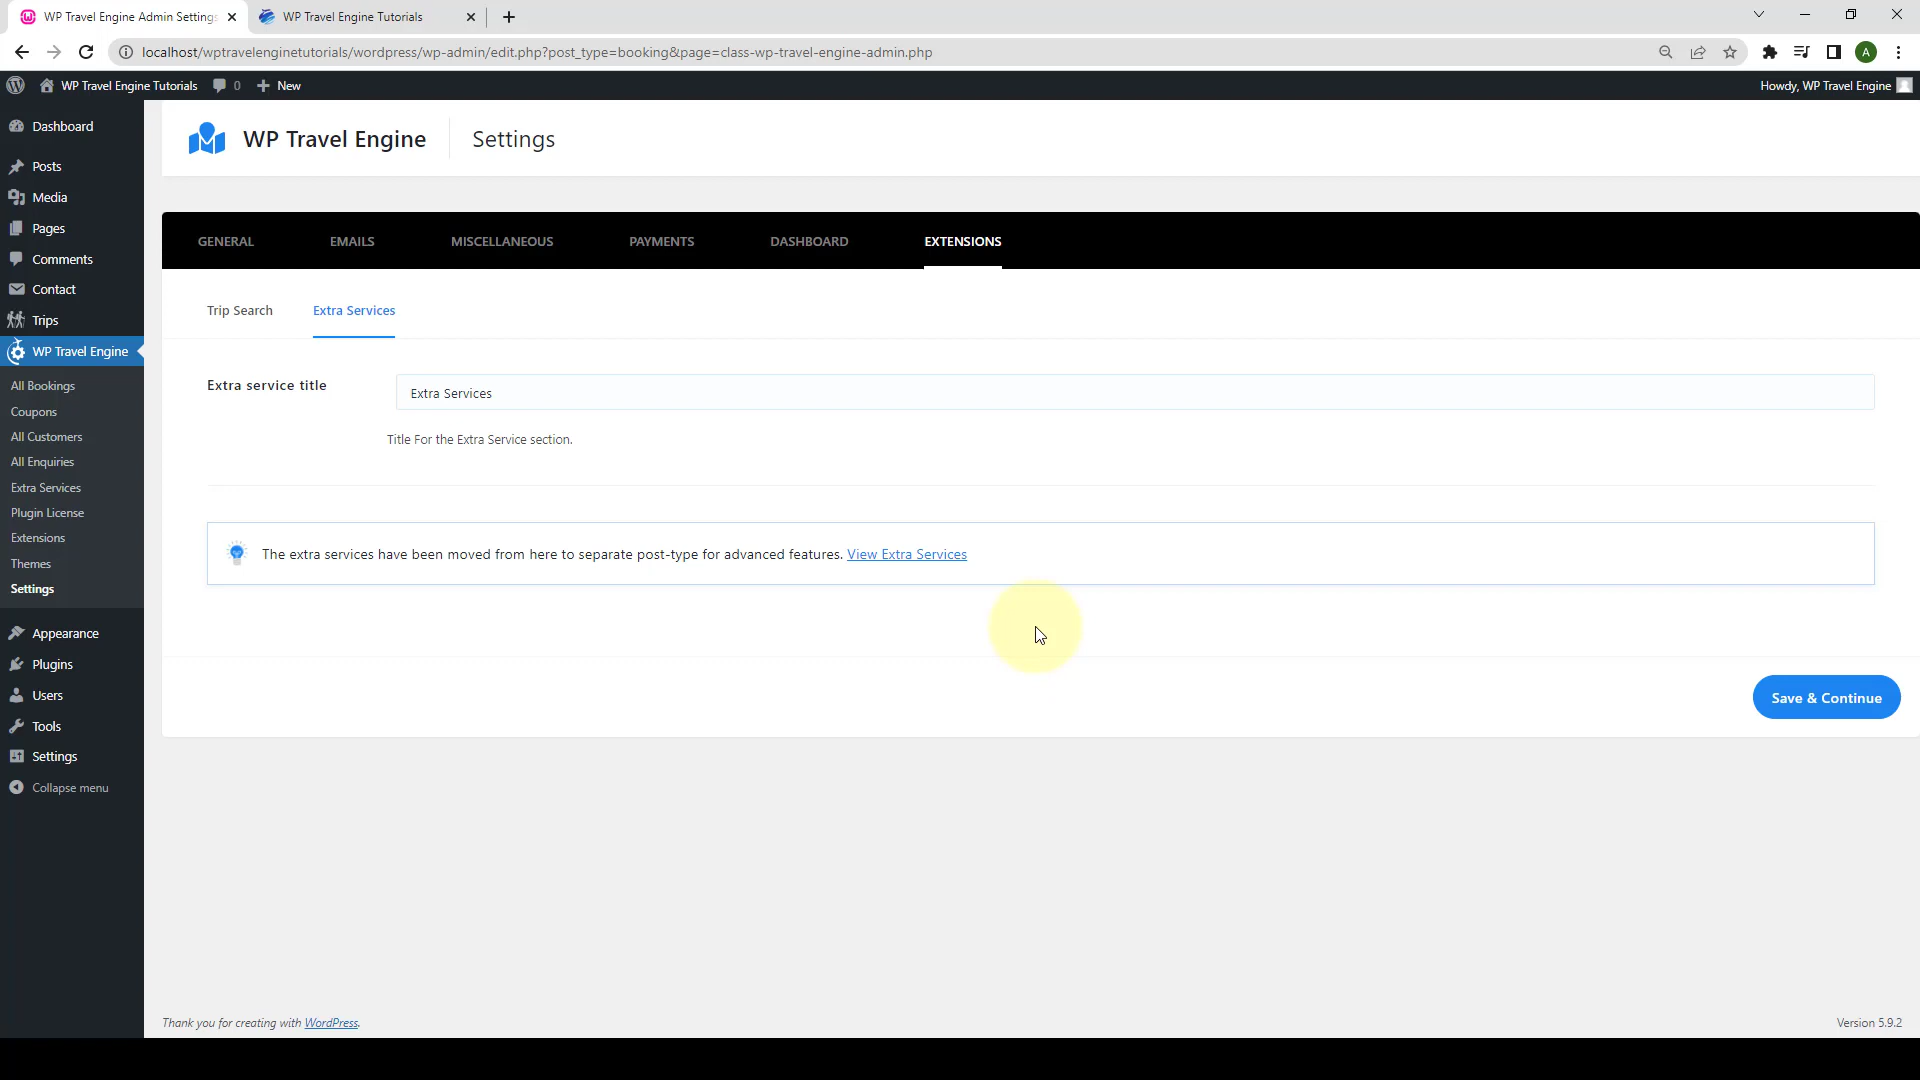 WP Travel Engine Admin Settings
WP Travel Engine Tutorials
localhost/wptravelenginetutorials/wordpress/wp-admin/edit.php?post_type=booking&page=class-wp-travel-engine-admin.php
A
WP Travel Engine Tutorials
0
New
Howdy, WP Travel Engine
Dashboard
Posts
Media
Pages
Comments
Contact
Trips
WP Travel Engine
All Bookings
Coupons
All Customers
All Enquiries
Extra Services
Plugin License
Extensions
Themes
Settings
Appearance
Plugins
Users
Tools
Settings
Collapse menu
WP Travel Engine
Settings
GENERAL
EMAILS
MISCELLANEOUS
PAYMENTS
DASHBOARD
EXTENSIONS
Trip Search
Extra Services
Extra service title
Extra Services
Title For the Extra Service section.
The extra services have been moved from here to separate post-type for advanced features. View Extra Services
Save & Continue
Thank you for creating with WordPress.
Version 5.9.2